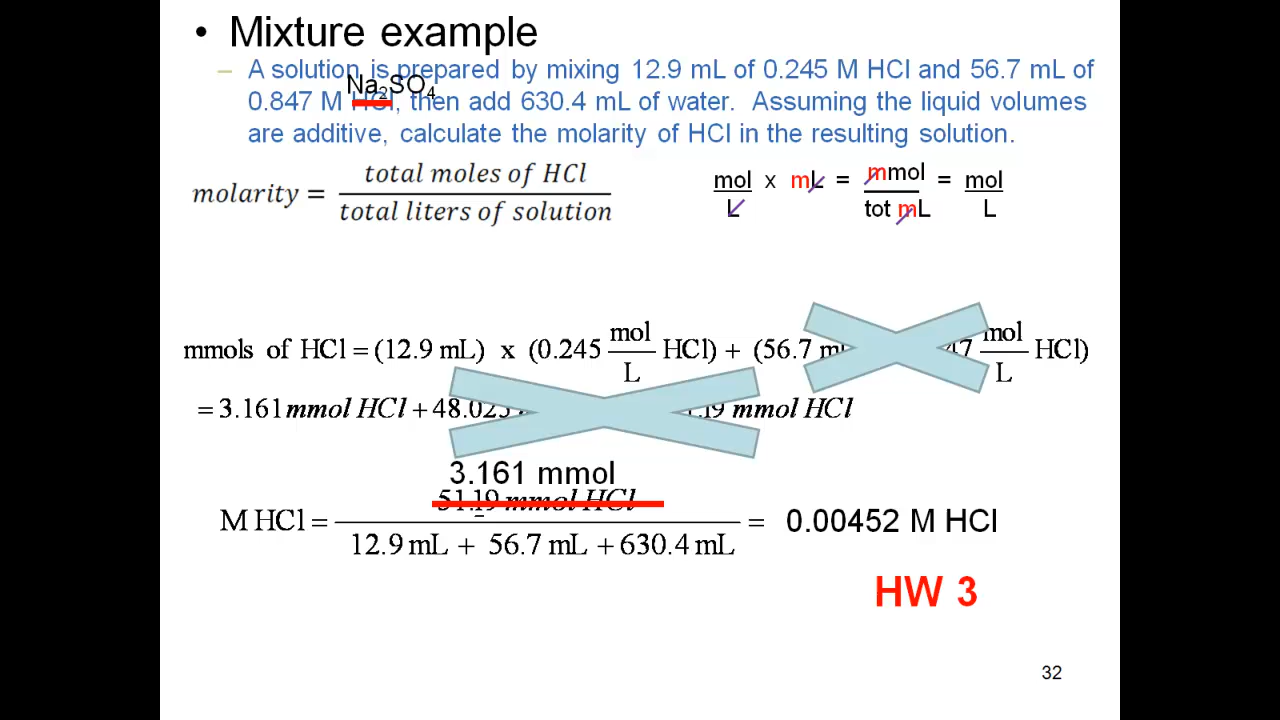 • Mixture example
– A solution is prepared by mixing 12.9 mL of 0.245 M HCl and 56.7 mL of
Na₂SO₄
0.847 M HCl, then add 630.4 mL of water. Assuming the liquid volumes
are additive, calculate the molarity of HCl in the resulting solution.
molarity = total moles of HCl / total liters of solution
mol/L x mL = mmol/tot mL = mol/L
mmols of HCl = (12.9 mL) x (0.245 mol/L HCl) + (56.7 47 mol/L HCl)
= 3.161 mmol HCl + 48.025 19 mmol HCl
3.161 mmol
M HCl = 51.19 mmol HCl / 12.9 mL + 56.7 mL + 630.4 mL = 0.00452 M HCl
HW 3
32